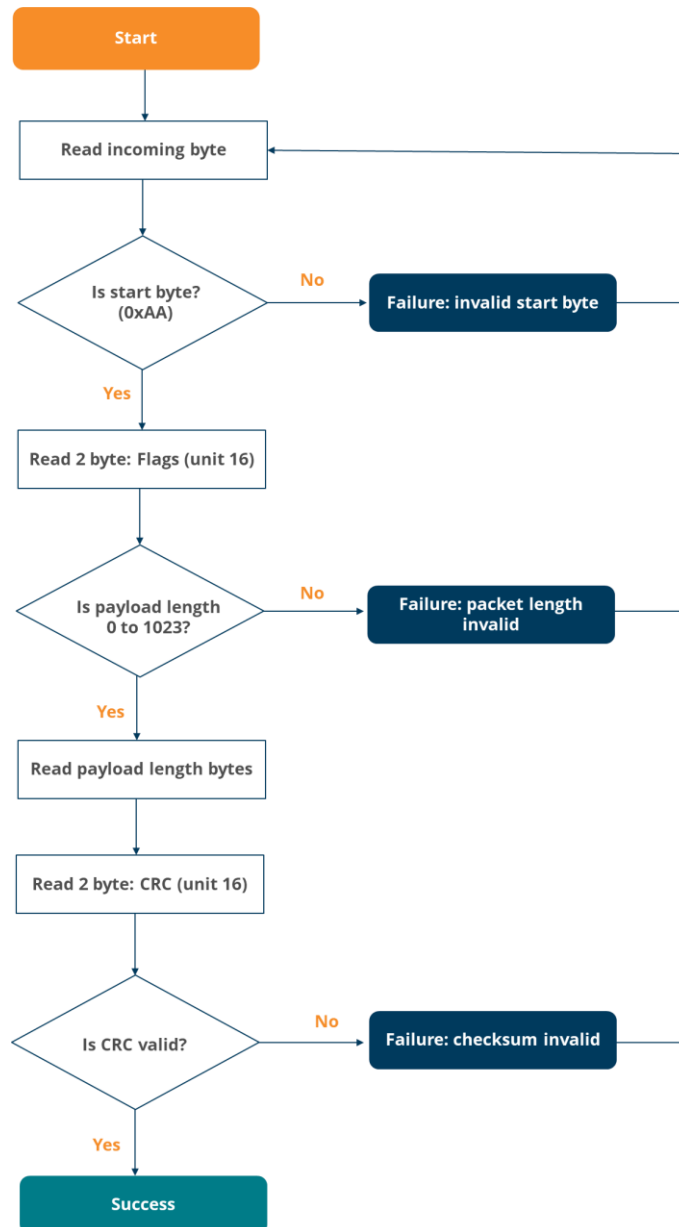 Start
Read incoming byte
Is start byte?
(0xAA)
No
Failure: invalid start byte
Yes
Read 2 byte: Flags (unit 16)
Is payload length
0 to 1023?
No
Failure: packet length
invalid
Yes
Read payload length bytes
Read 2 byte: CRC (unit 16)
Is CRC valid?
No
Failure: checksum invalid
Yes
Success